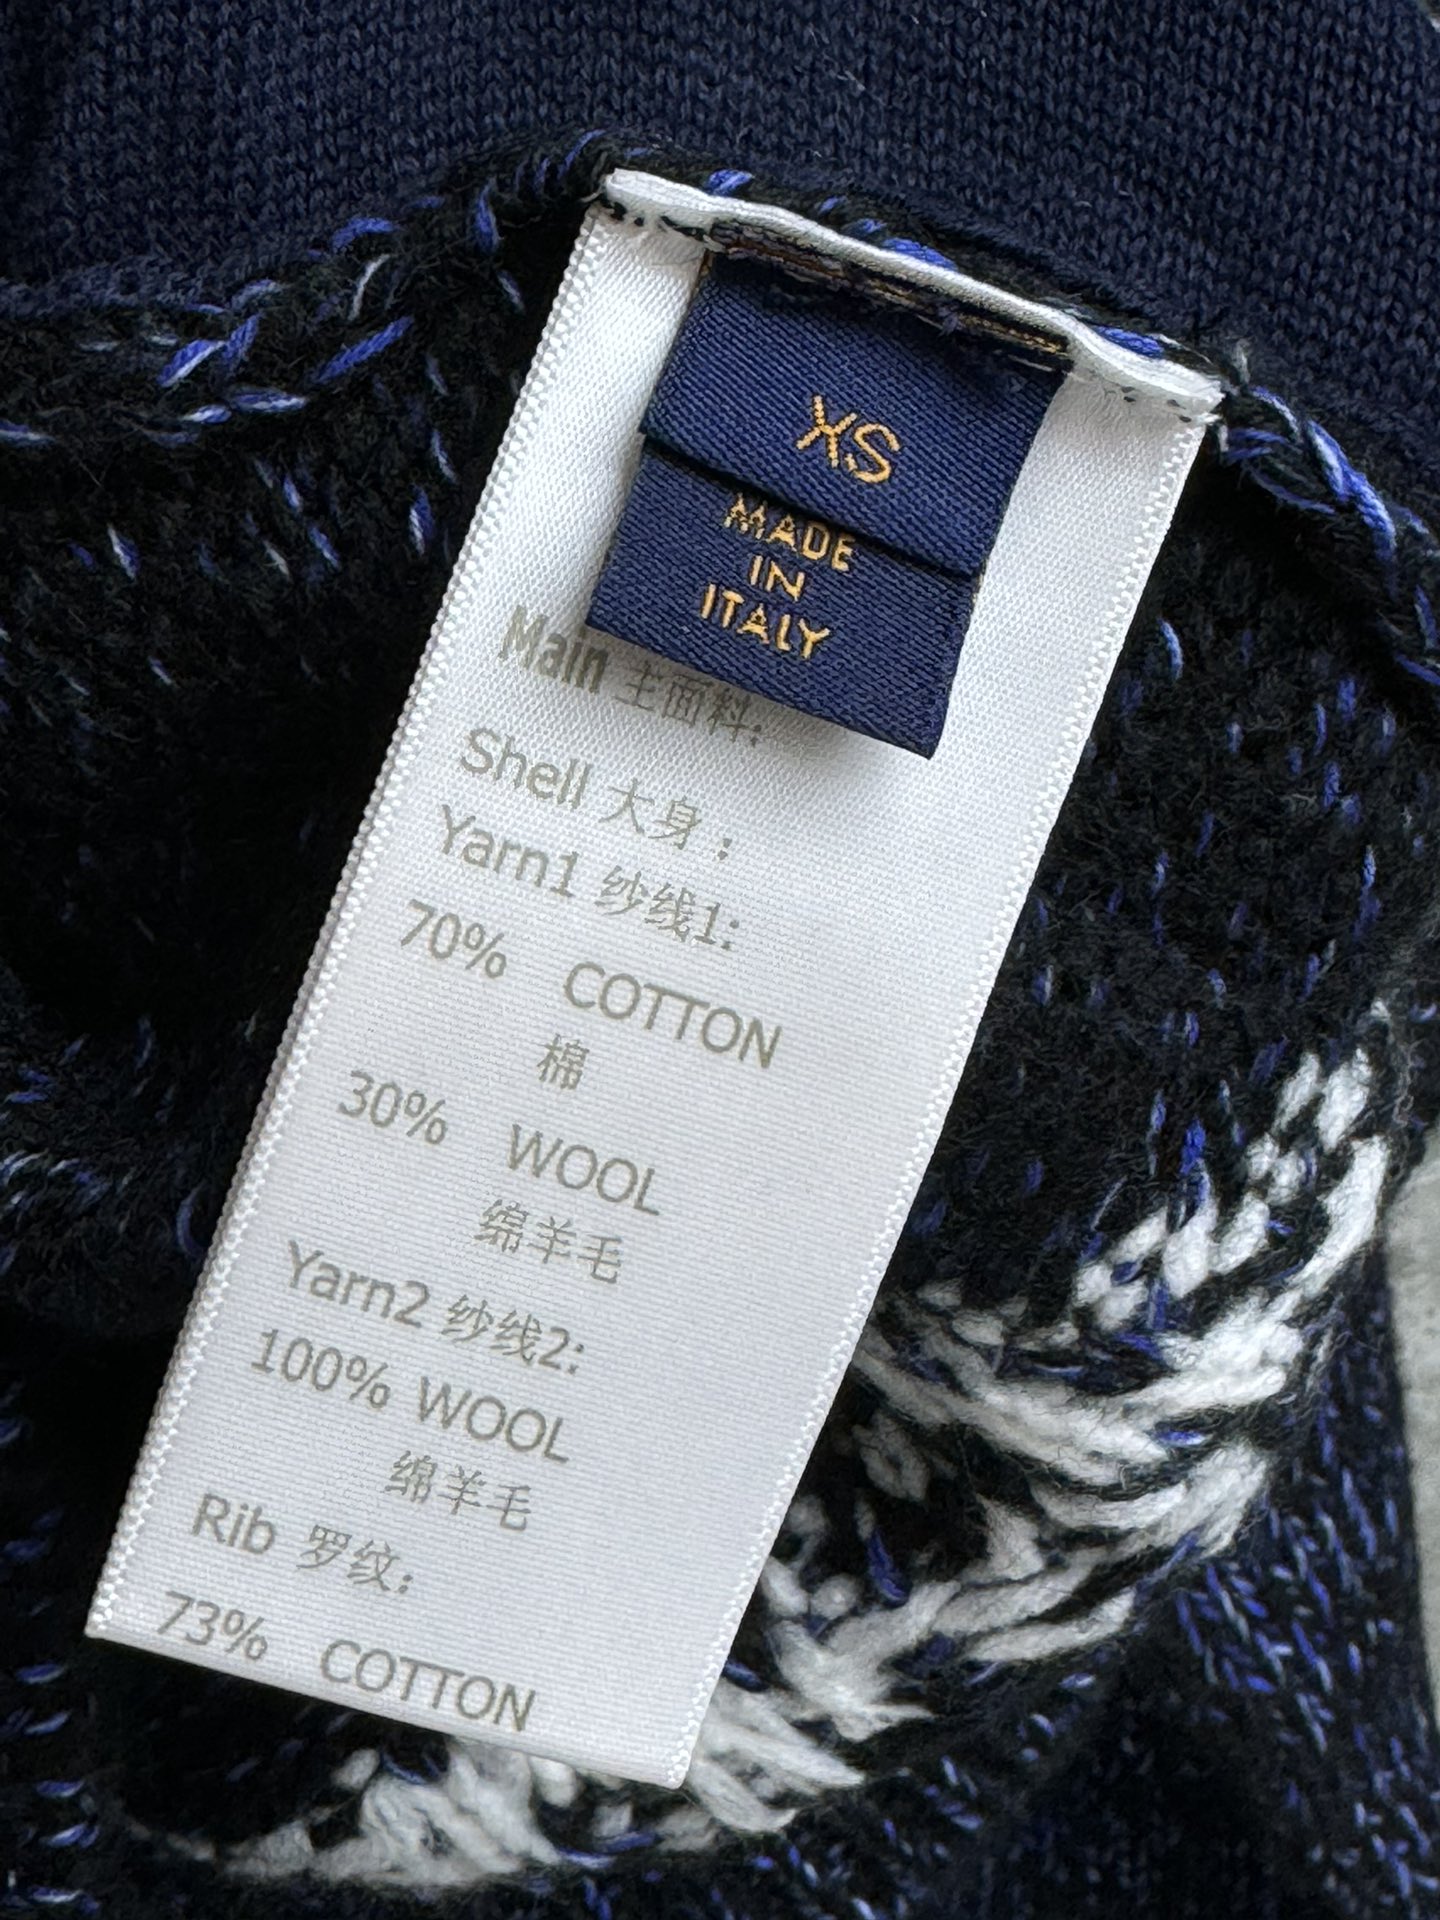 XS
MADE
IN
ITALY
Main 主面料:
Shell 大身:
Yarn1 纱线1:
70% COTTON
棉
30% WOOL
绵羊毛
Yarn2 纱线2:
100% WOOL
绵羊毛
Rib 罗纹:
73% COTTON